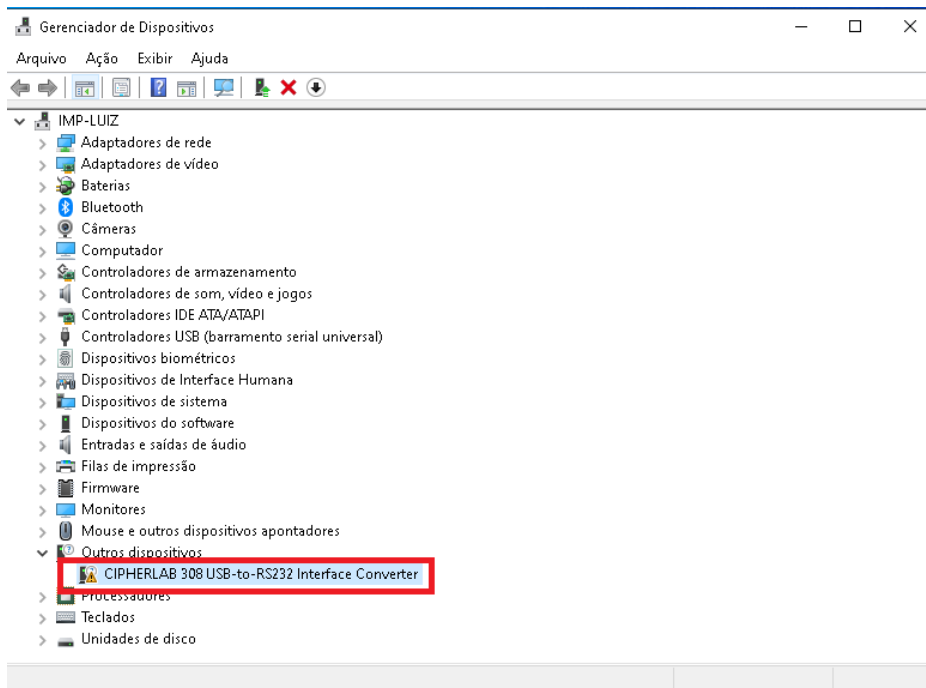 Gerenciador de Dispositivos
Arquivo Ação Exibir Ajuda
IMP-LUIZ
Adaptadores de rede
Adaptadores de vídeo
Baterias
Bluetooth
Câmeras
Computador
Controladores de armazenamento
Controladores de som, vídeo e jogos
Controladores IDE ATA/ATAPI
Controladores USB (barramento serial universal)
Dispositivos biométricos
Dispositivos de Interface Humana
Dispositivos de sistema
Dispositivos do software
Entradas e saídas de áudio
Filas de impressão
Firmware
Monitores
Mouse e outros dispositivos apontadores
Outros dispositivos
CIPHERLAB 308 USB-to-RS232 Interface Converter
Processadores
Teclados
Unidades de disco